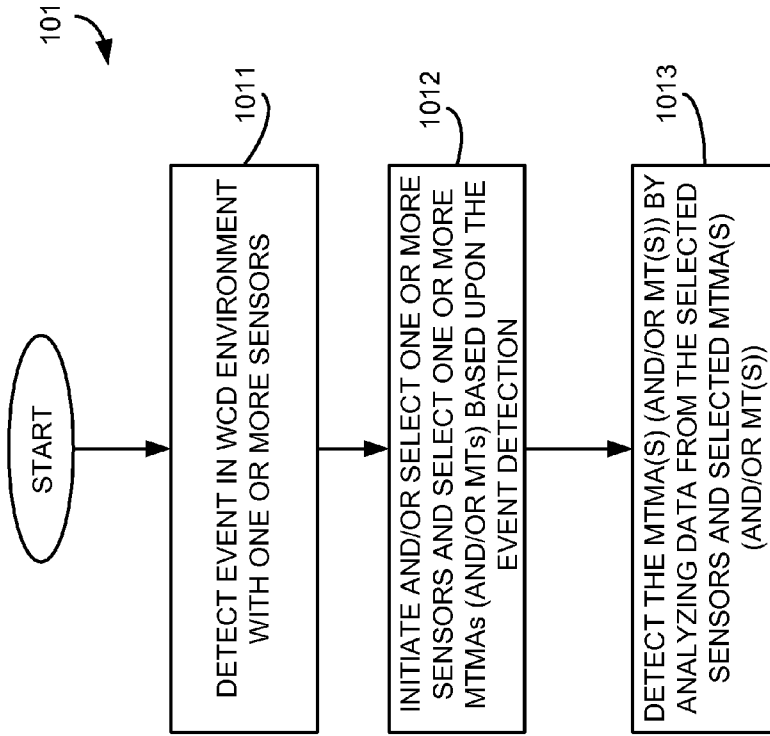 101
START
1011
DETECT EVENT IN WCD ENVIRONMENT
WITH ONE OR MORE SENSORS
1012
INITIATE AND/OR SELECT ONE OR MORE
SENSORS AND SELECT ONE OR MORE
MTMAs (AND/OR MTs) BASED UPON THE
EVENT DETECTION
1013
DETECT THE MTMA(S) (AND/OR MT(S)) BY
ANALYZING DATA FROM THE SELECTED
SENSORS AND SELECTED MTMA(S)
(AND/OR MT(S))